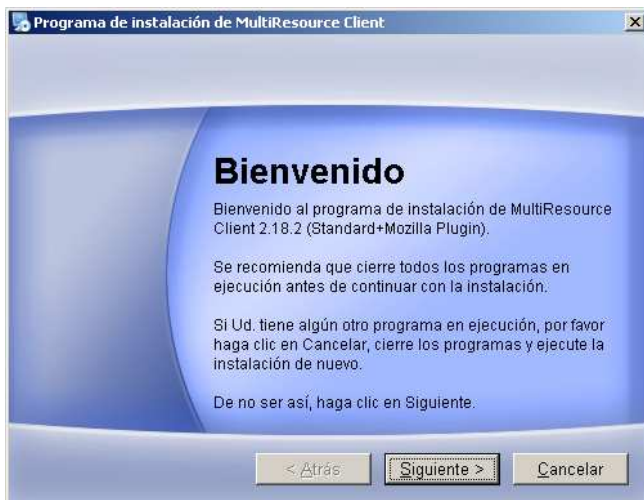 Programa de instalación de MultiResource Client
Bienvenido
Bienvenido al programa de instalación de MultiResource
Client 2.18.2 (Standard+Mozilla Plugin).
Se recomienda que cierre todos los programas en
ejecución antes de continuar con la instalación.
Si Ud. tiene algún otro programa en ejecución, por favor
haga clic en Cancelar, cierre los programas y ejecute la
instalación de nuevo.
De no ser así, haga clic en Siguiente.
< Atrás
Siguiente >
Cancelar